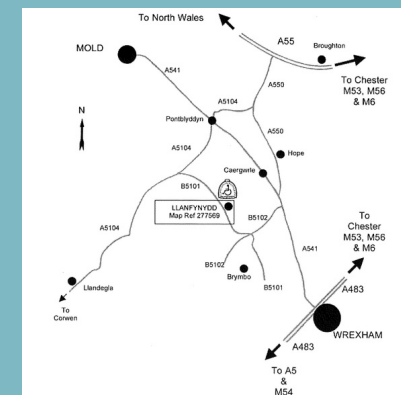 To North Wales
A55
Broughton
MOLD
A541
To Chester
M53, M56
& M6
A550
A5104
N
Pontblyddyn
A5104
A550
Hope
Caergwrle
B5101
LLANFYNYDD
Map Ref 277569
B5102
To
Chester
M53, M56
& M6
A5104
A541
B5102
B5101
Brymbo
A483
Llandegla
To
Corwen
WREXHAM
A483
To A5
&
M54